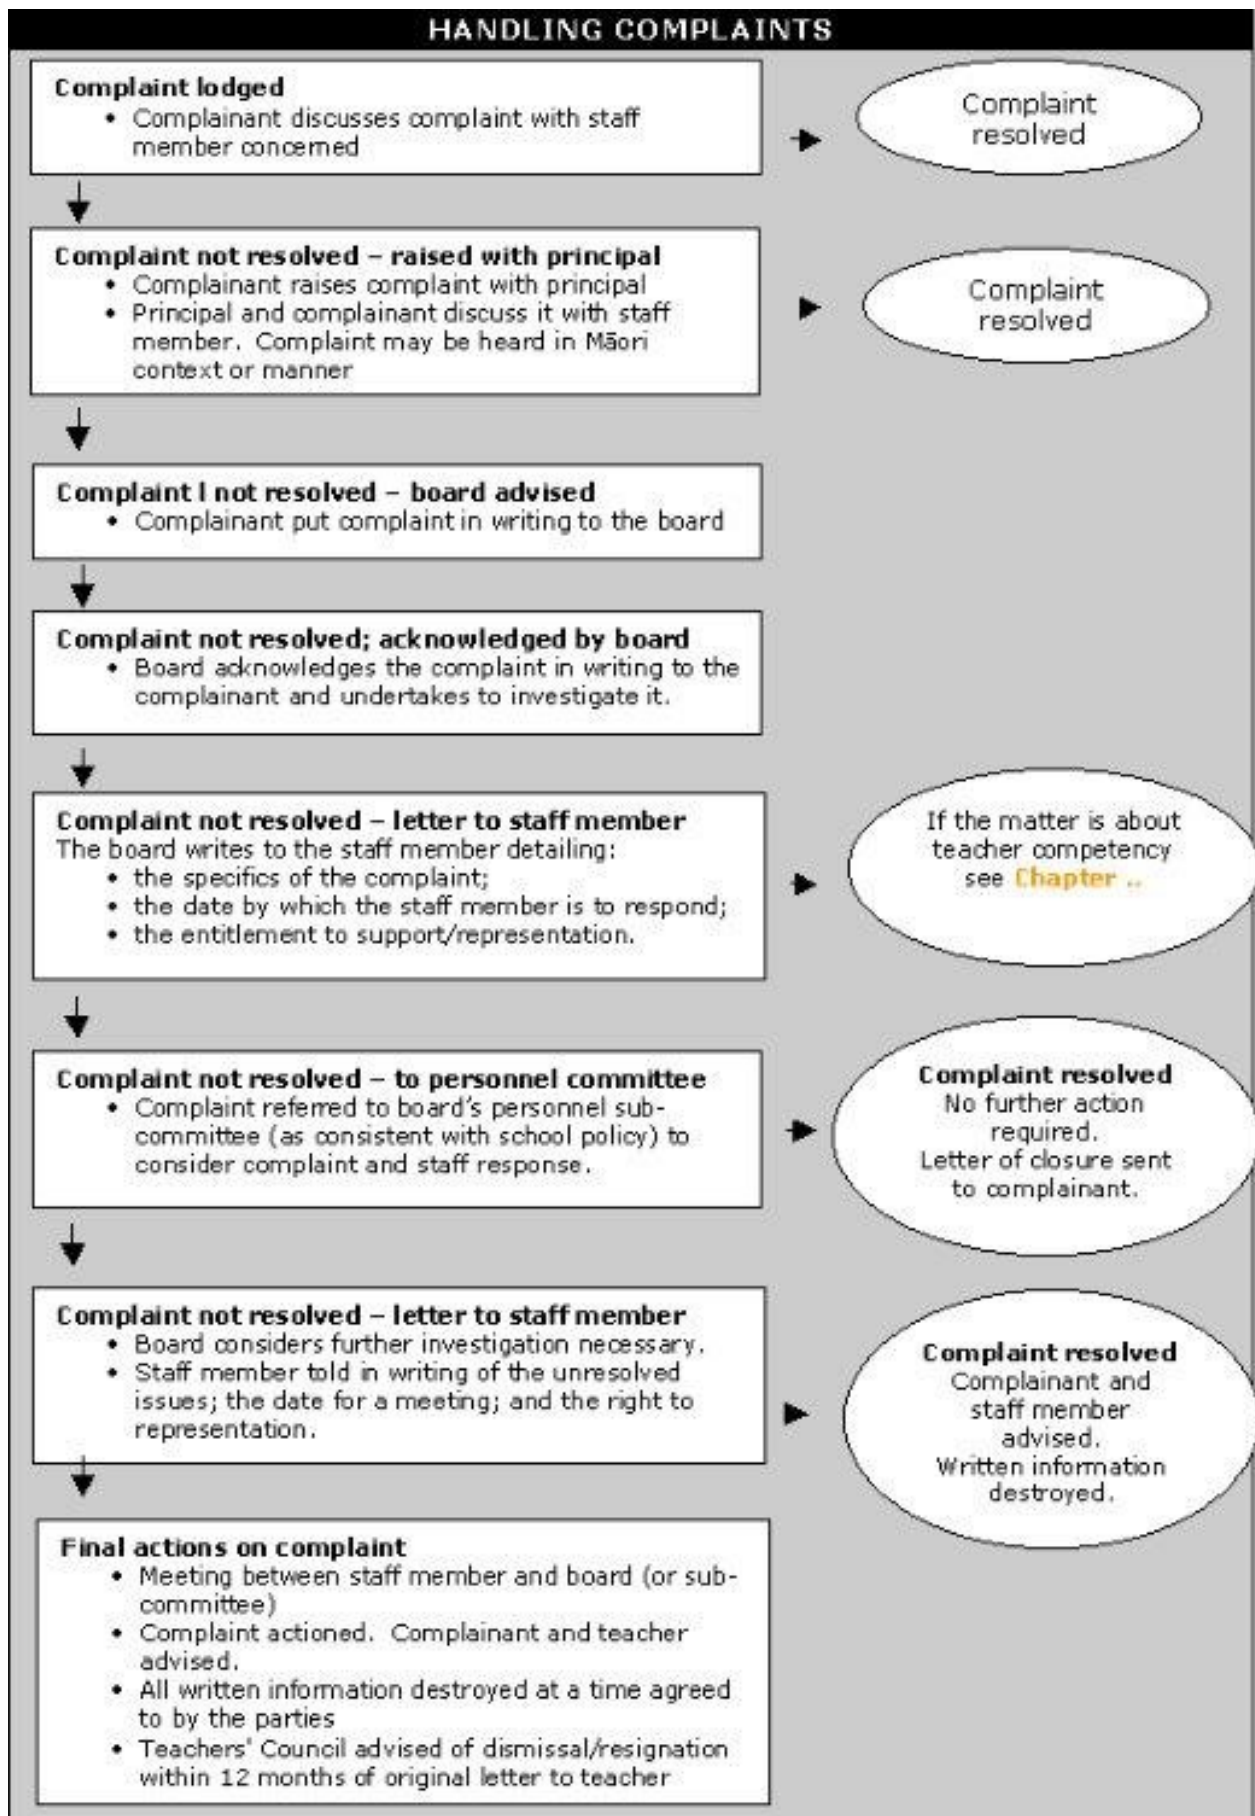 HANDLING COMPLAINTS
Complaint lodged
• Complainant discusses complaint with staff
member concerned
Complaint
resolved
Complaint not resolved – raised with principal
• Complainant raises complaint with principal
• Principal and complainant discuss it with staff
member. Complaint may be heard in Māori
context or manner
Complaint
resolved
Complaint l not resolved – board advised
• Complainant put complaint in writing to the board
Complaint not resolved; acknowledged by board
• Board acknowledges the complaint in writing to the
complainant and undertakes to investigate it.
Complaint not resolved – letter to staff member
The board writes to the staff member detailing:
• the specifics of the complaint;
• the date by which the staff member is to respond;
• the entitlement to support/representation.
If the matter is about
teacher competency
see Chapter ..
Complaint not resolved – to personnel committee
• Complaint referred to board's personnel sub-
committee (as consistent with school policy) to
consider complaint and staff response.
Complaint resolved
No further action
required.
Letter of closure sent
to complainant.
Complaint not resolved – letter to staff member
• Board considers further investigation necessary.
• Staff member told in writing of the unresolved
issues; the date for a meeting; and the right to
representation.
Complaint resolved
Complainant and
staff member
advised.
Written information
destroyed.
Final actions on complaint
• Meeting between staff member and board (or sub-
committee)
• Complaint actioned. Complainant and teacher
advised.
• All written information destroyed at a time agreed
to by the parties
• Teachers' Council advised of dismissal/resignation
within 12 months of original letter to teacher